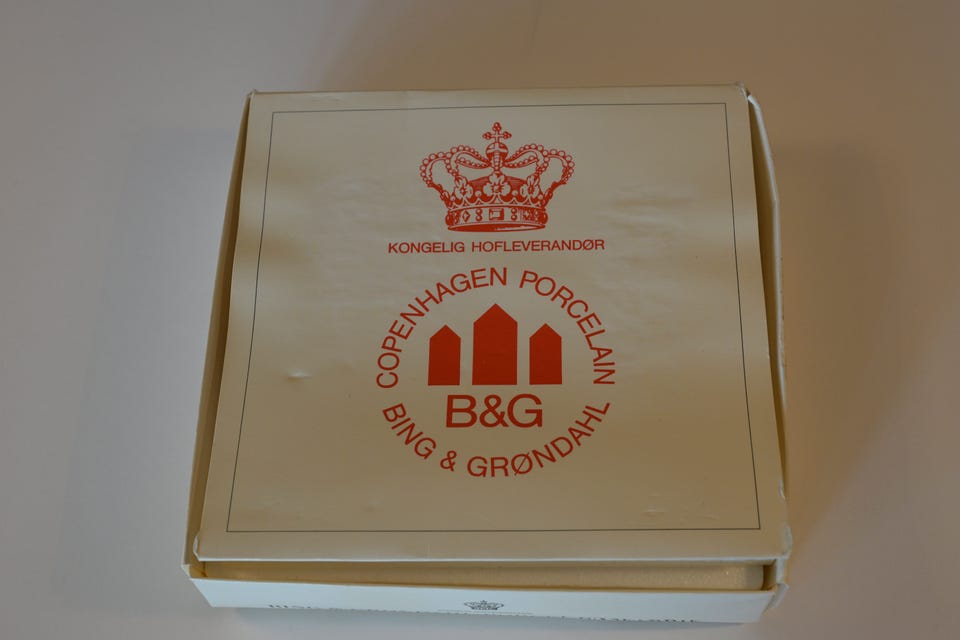 KONGELIG HOFLEVERANDØR
COPENHAGEN PORCELAIN
B&G
BING & GRØNDAHL